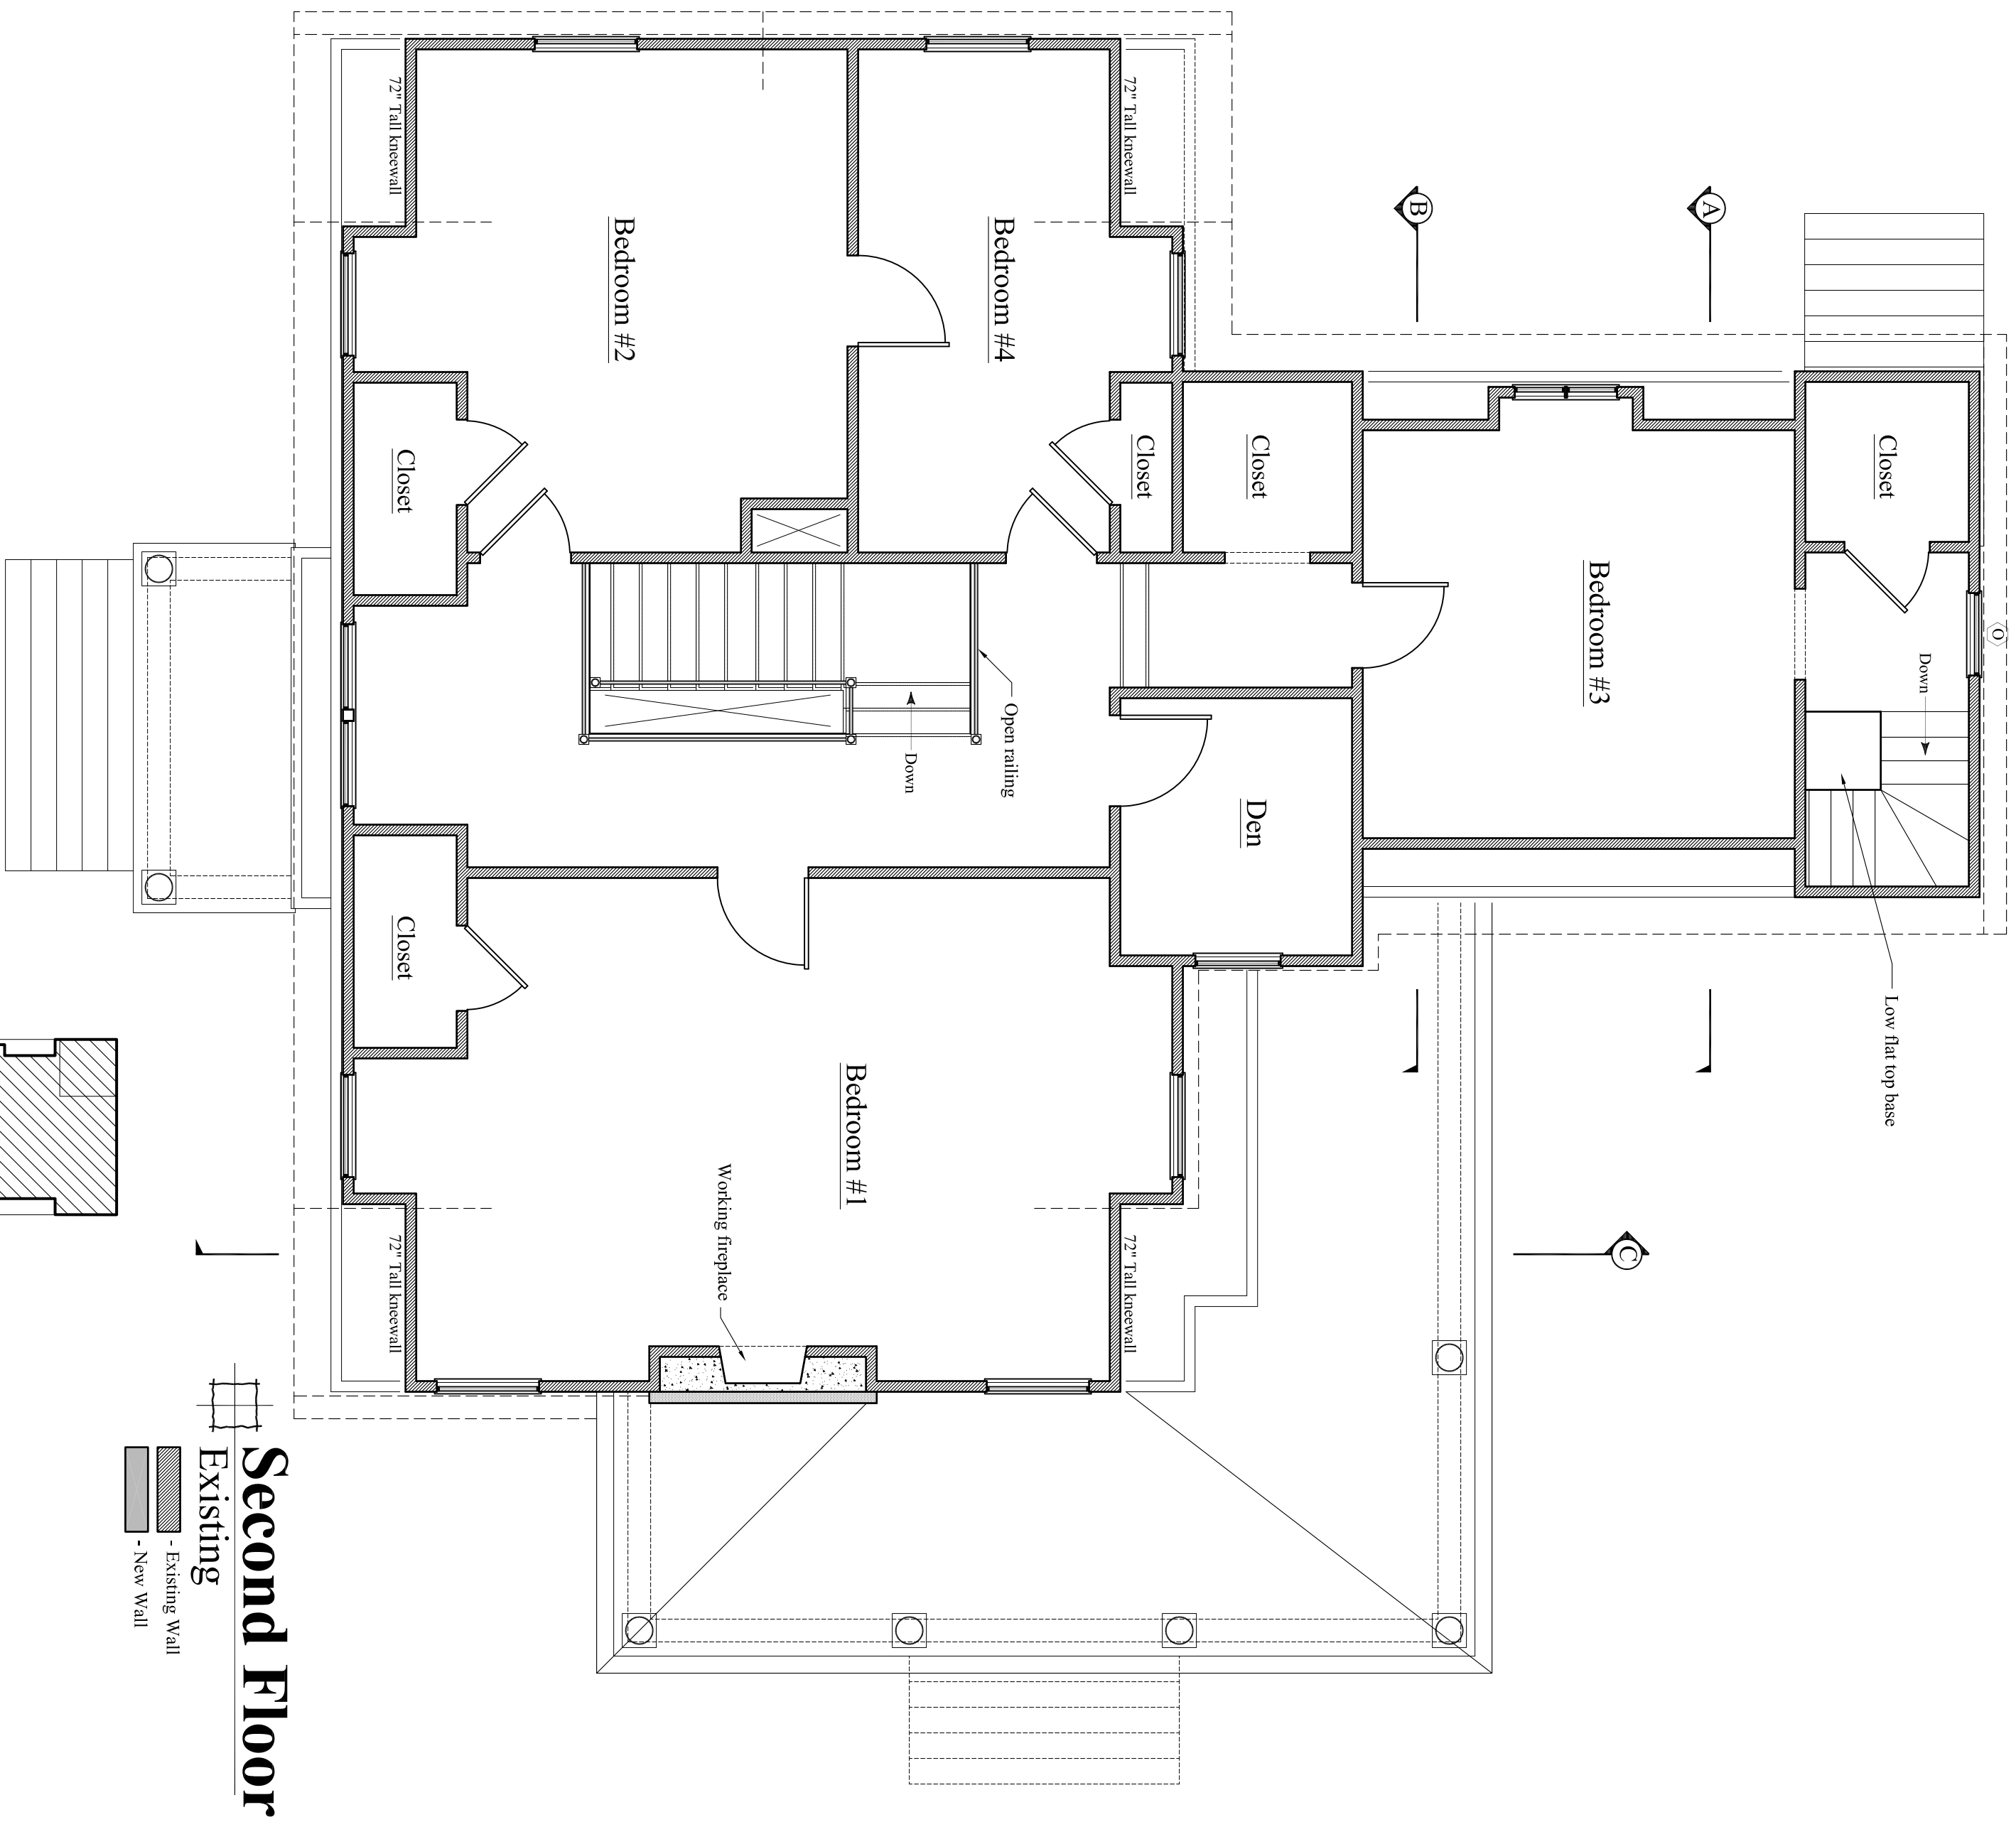 O
Closet
Down
Low flat top base
A
Bedroom #3
C
B
Closet
Den
Closet
72" Tall kneewall
72" Tall kneewall
Bedroom #4
Open railing
Down
Bedroom #1
Working fireplace
Bedroom #2
Closet
Closet
72" Tall kneewall
72" Tall kneewall
Second Floor
Existing
- Existing Wall
- New Wall